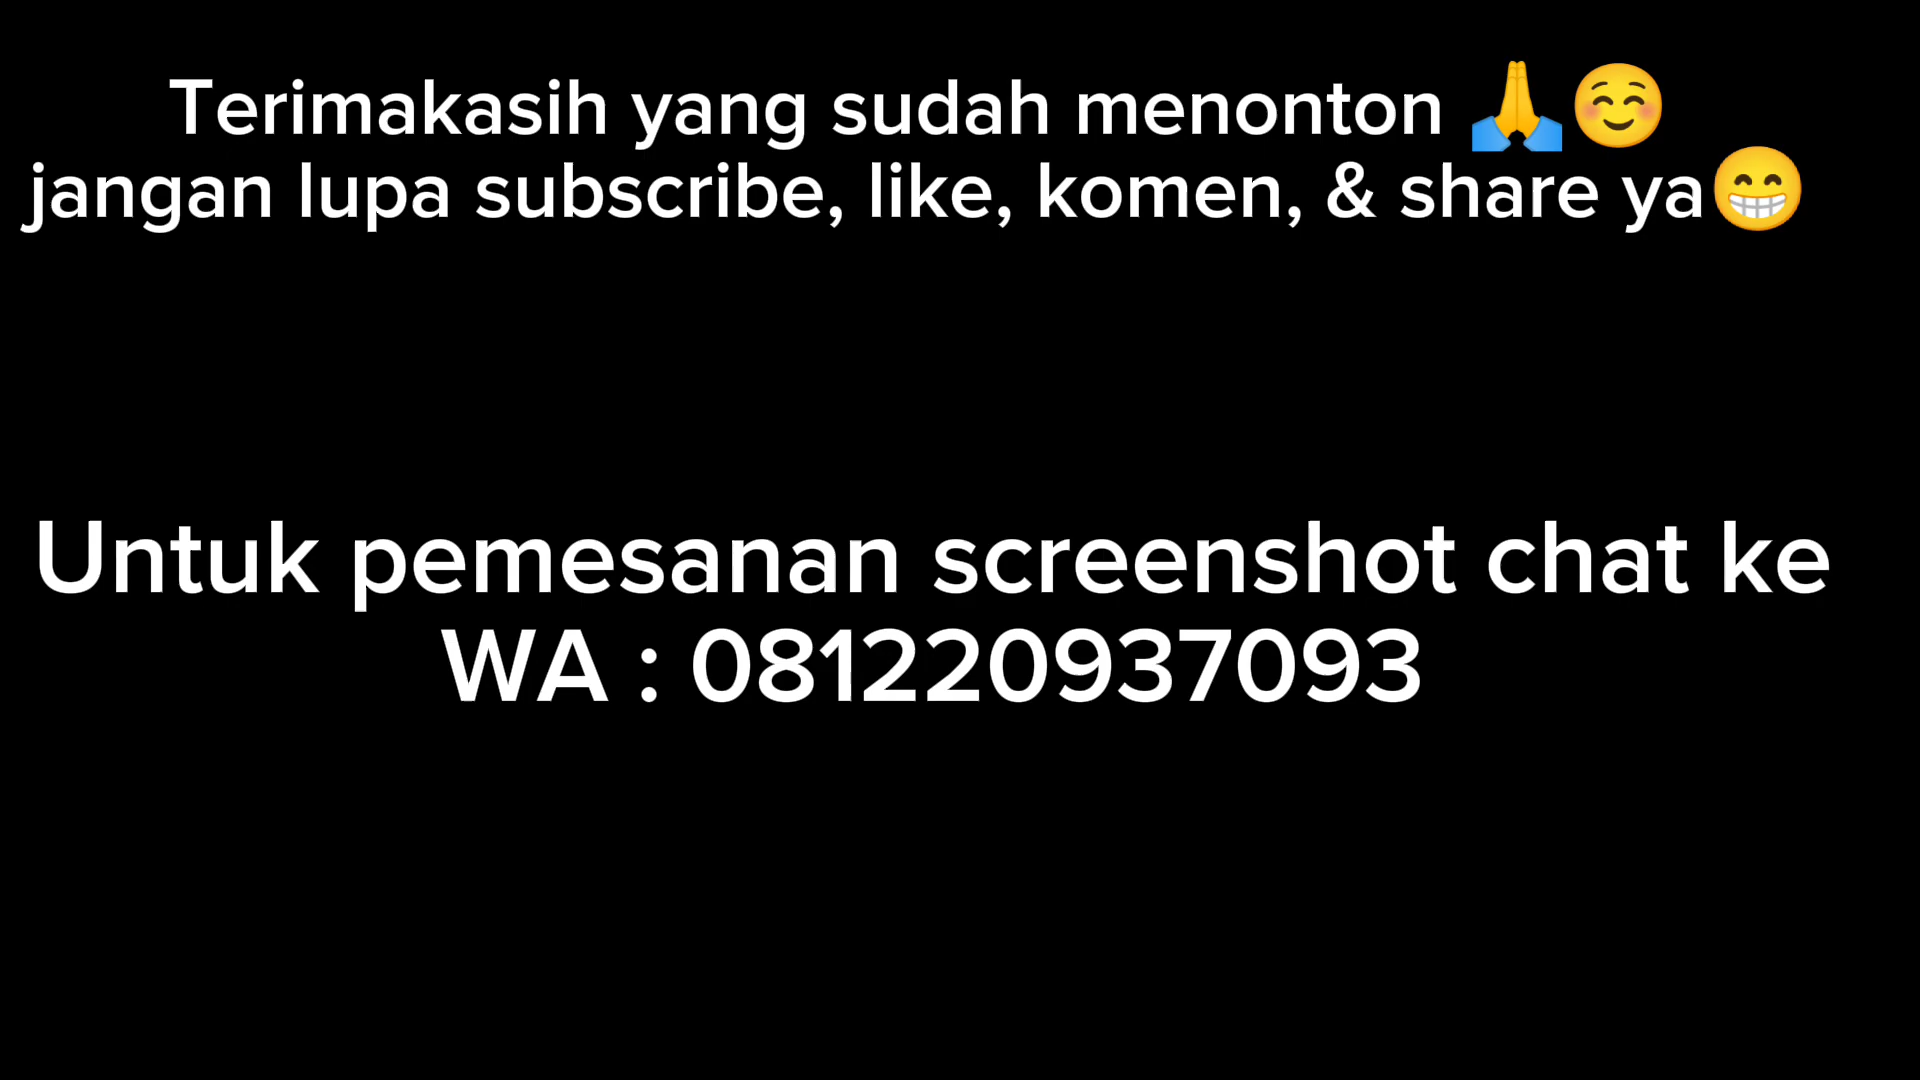 Terimakasih yang sudah menonton 🙏☺️
jangan lupa subscribe, like, komen, & share ya😁
Untuk pemesanan screenshot chat ke
WA : 081220937093